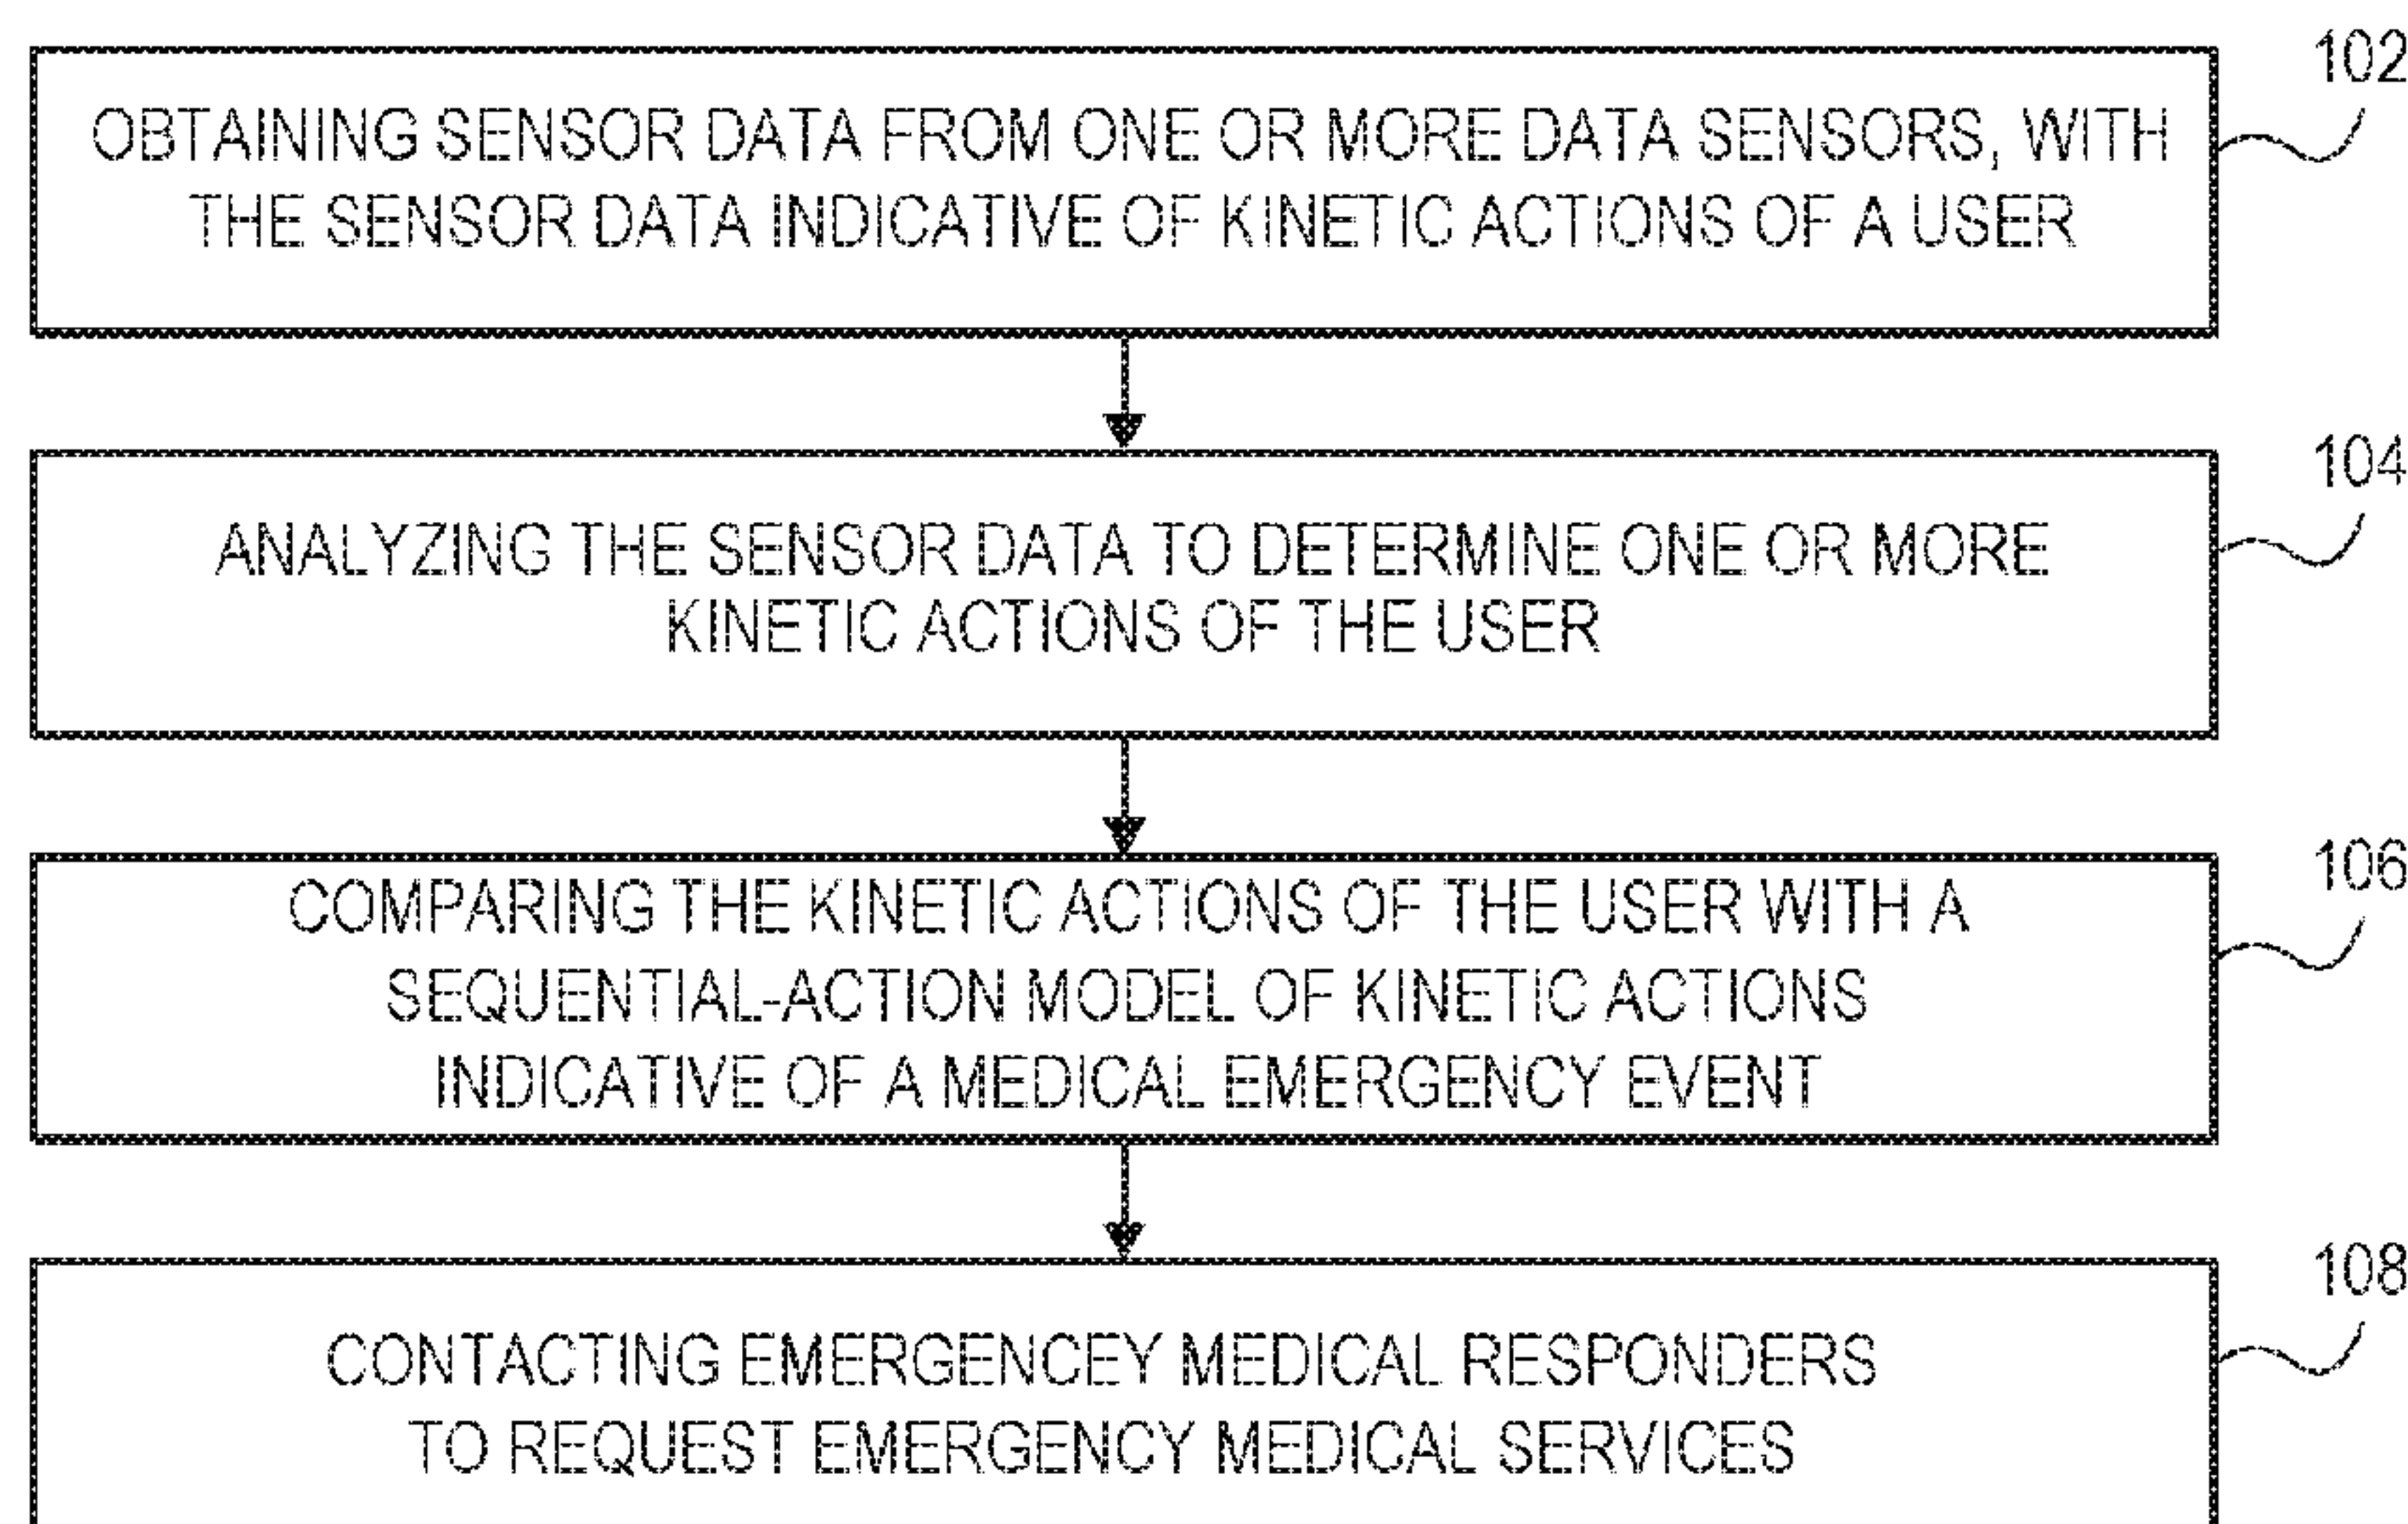 102
OBTAINING SENSOR DATA FROM ONE OR MORE DATA SENSORS, WITH
THE SENSOR DATA INDICATIVE OF KINETIC ACTIONS OF A USER
104
ANALYZING THE SENSOR DATA TO DETERMINE ONE OR MORE
KINETIC ACTIONS OF THE USER
106
COMPARING THE KINETIC ACTIONS OF THE USER WITH A
SEQUENTIAL-ACTION MODEL OF KINETIC ACTIONS
INDICATIVE OF A MEDICAL EMERGENCY EVENT
108
CONTACTING EMERGENCEY MEDICAL RESPONDERS
TO REQUEST EMERGENCY MEDICAL SERVICES